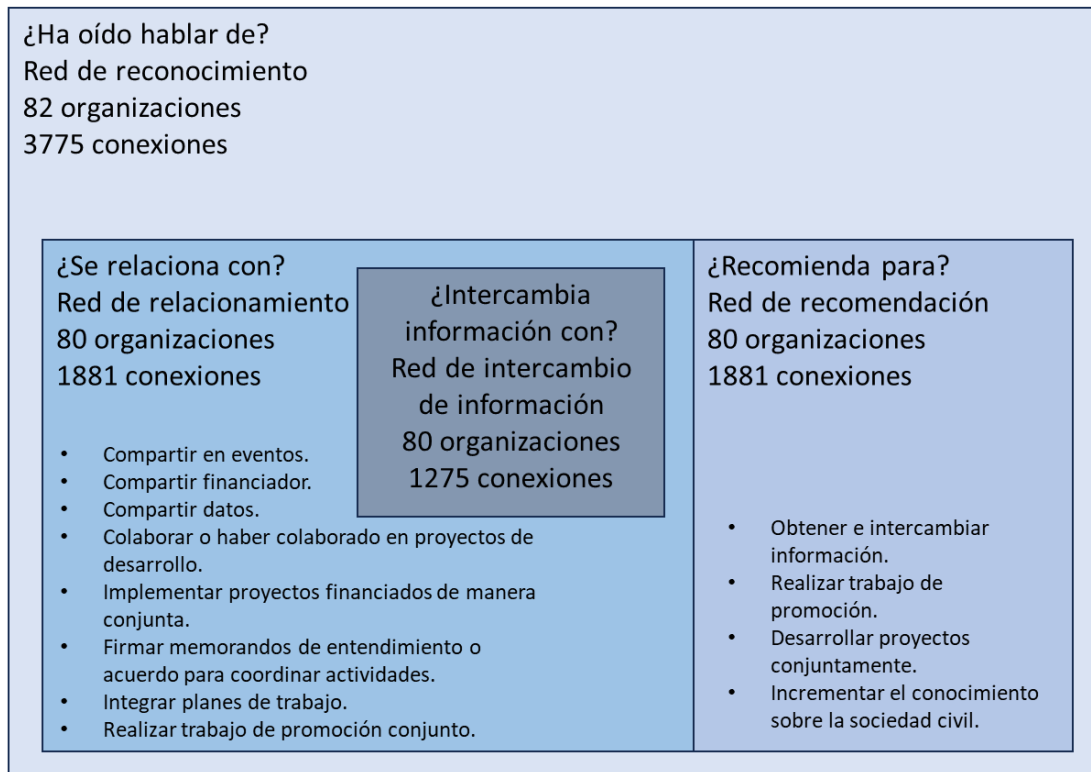 ¿Ha oído hablar de?
Red de reconocimiento
82 organizaciones
3775 conexiones
¿Se relaciona con?
Red de relacionamiento
80 organizaciones
1881 conexiones
• Compartir en eventos.
• Compartir financiador.
• Compartir datos.
• Colaborar o haber colaborado en proyectos de
desarrollo.
• Implementar proyectos financiados de manera
conjunta.
• Firmar memorandos de entendimiento o
acuerdo para coordinar actividades.
• Integrar planes de trabajo.
• Realizar trabajo de promoción conjunto.
¿Intercambia
información con?
Red de intercambio
de información
80 organizaciones
1275 conexiones
¿Recomienda para?
Red de recomendación
80 organizaciones
1881 conexiones
• Obtener e intercambiar
información.
• Realizar trabajo de
promoción.
• Desarrollar proyectos
conjuntamente.
• Incrementar el conocimiento
sobre la sociedad civil.